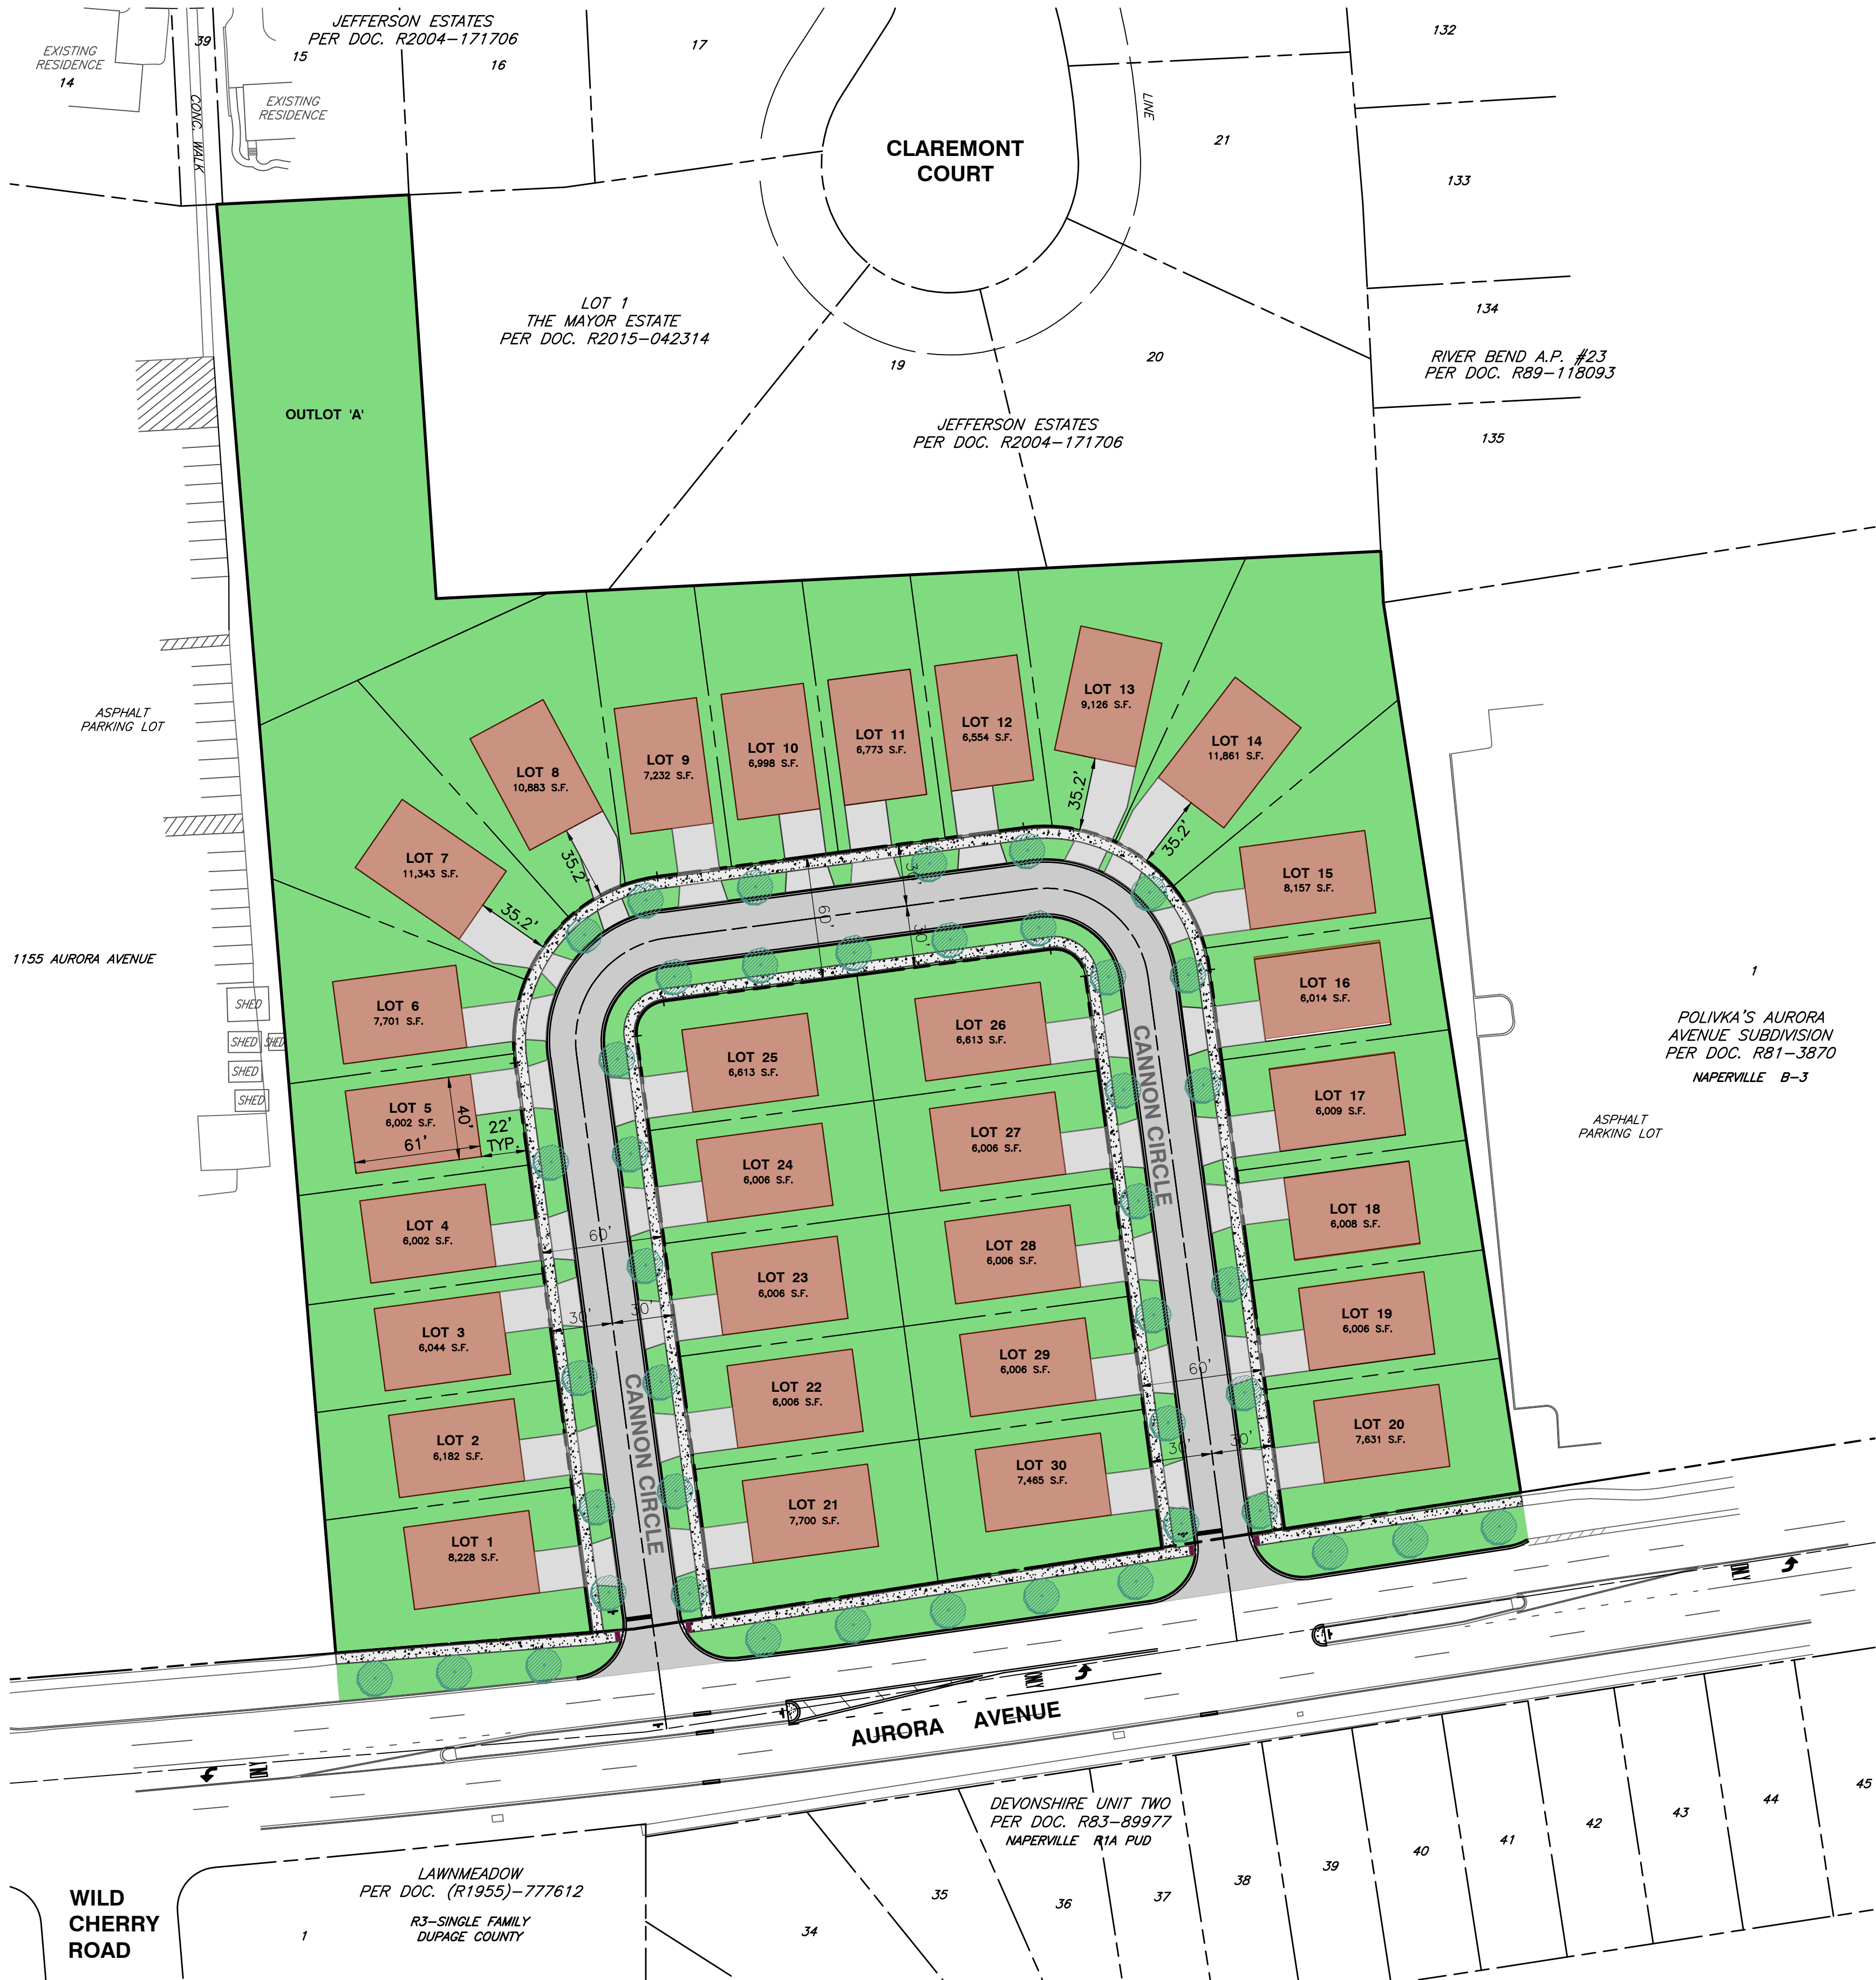 JEFFERSON ESTATES
PER DOC. R2004-171706
EXISTING
RESIDENCE
14
39
15
16
17
132
EXISTING
RESIDENCE
CONC. WALK
LINE
CLAREMONT
COURT
21
133
LOT 1
THE MAYOR ESTATE
PER DOC. R2015-042314
134
19
20
RIVER BEND A.P. #23
PER DOC. R89-118093
OUTLOT 'A'
JEFFERSON ESTATES
PER DOC. R2004-171706
135
ASPHALT
PARKING LOT
LOT 13
9,126 S.F.
LOT 12
6,554 S.F.
LOT 11
6,773 S.F.
LOT 10
6,998 S.F.
LOT 9
7,232 S.F.
LOT 8
10,883 S.F.
LOT 14
11,861 S.F.
35.2'
35.2'
35.2'
35.2'
LOT 7
11,343 S.F.
LOT 15
8,157 S.F.
30'
60'
30'
1155 AURORA AVENUE
SHED
SHED
SHED
SHED
SHED
LOT 6
7,701 S.F.
LOT 16
6,014 S.F.
1
POLIVKA'S AURORA
AVENUE SUBDIVISION
PER DOC. R81-3870
NAPERVILLE B-3
LOT 26
6,613 S.F.
LOT 25
6,613 S.F.
CANNON CIRCLE
LOT 5
6,002 S.F.
40'
61'
22'
TYP.
LOT 17
6,009 S.F.
ASPHALT
PARKING LOT
LOT 27
6,006 S.F.
LOT 24
6,006 S.F.
LOT 4
6,002 S.F.
60'
LOT 18
6,008 S.F.
LOT 28
6,006 S.F.
LOT 23
6,006 S.F.
LOT 3
6,044 S.F.
30'
30'
LOT 19
6,006 S.F.
LOT 29
6,006 S.F.
60'
LOT 22
6,006 S.F.
CANNON CIRCLE
LOT 2
6,182 S.F.
LOT 20
7,631 S.F.
30'
30'
LOT 30
7,465 S.F.
LOT 21
7,700 S.F.
LOT 1
8,228 S.F.
ONLY
ONLY
ONLY
AURORA AVENUE
DEVONSHIRE UNIT TWO
PER DOC. R83-89977
NAPERVILLE R1A PUD
45
44
43
42
41
40
39
38
37
36
35
34
LAWNMEADOW
PER DOC. (R1955)-777612
R3-SINGLE FAMILY
DUPAGE COUNTY
1
WILD
CHERRY
ROAD